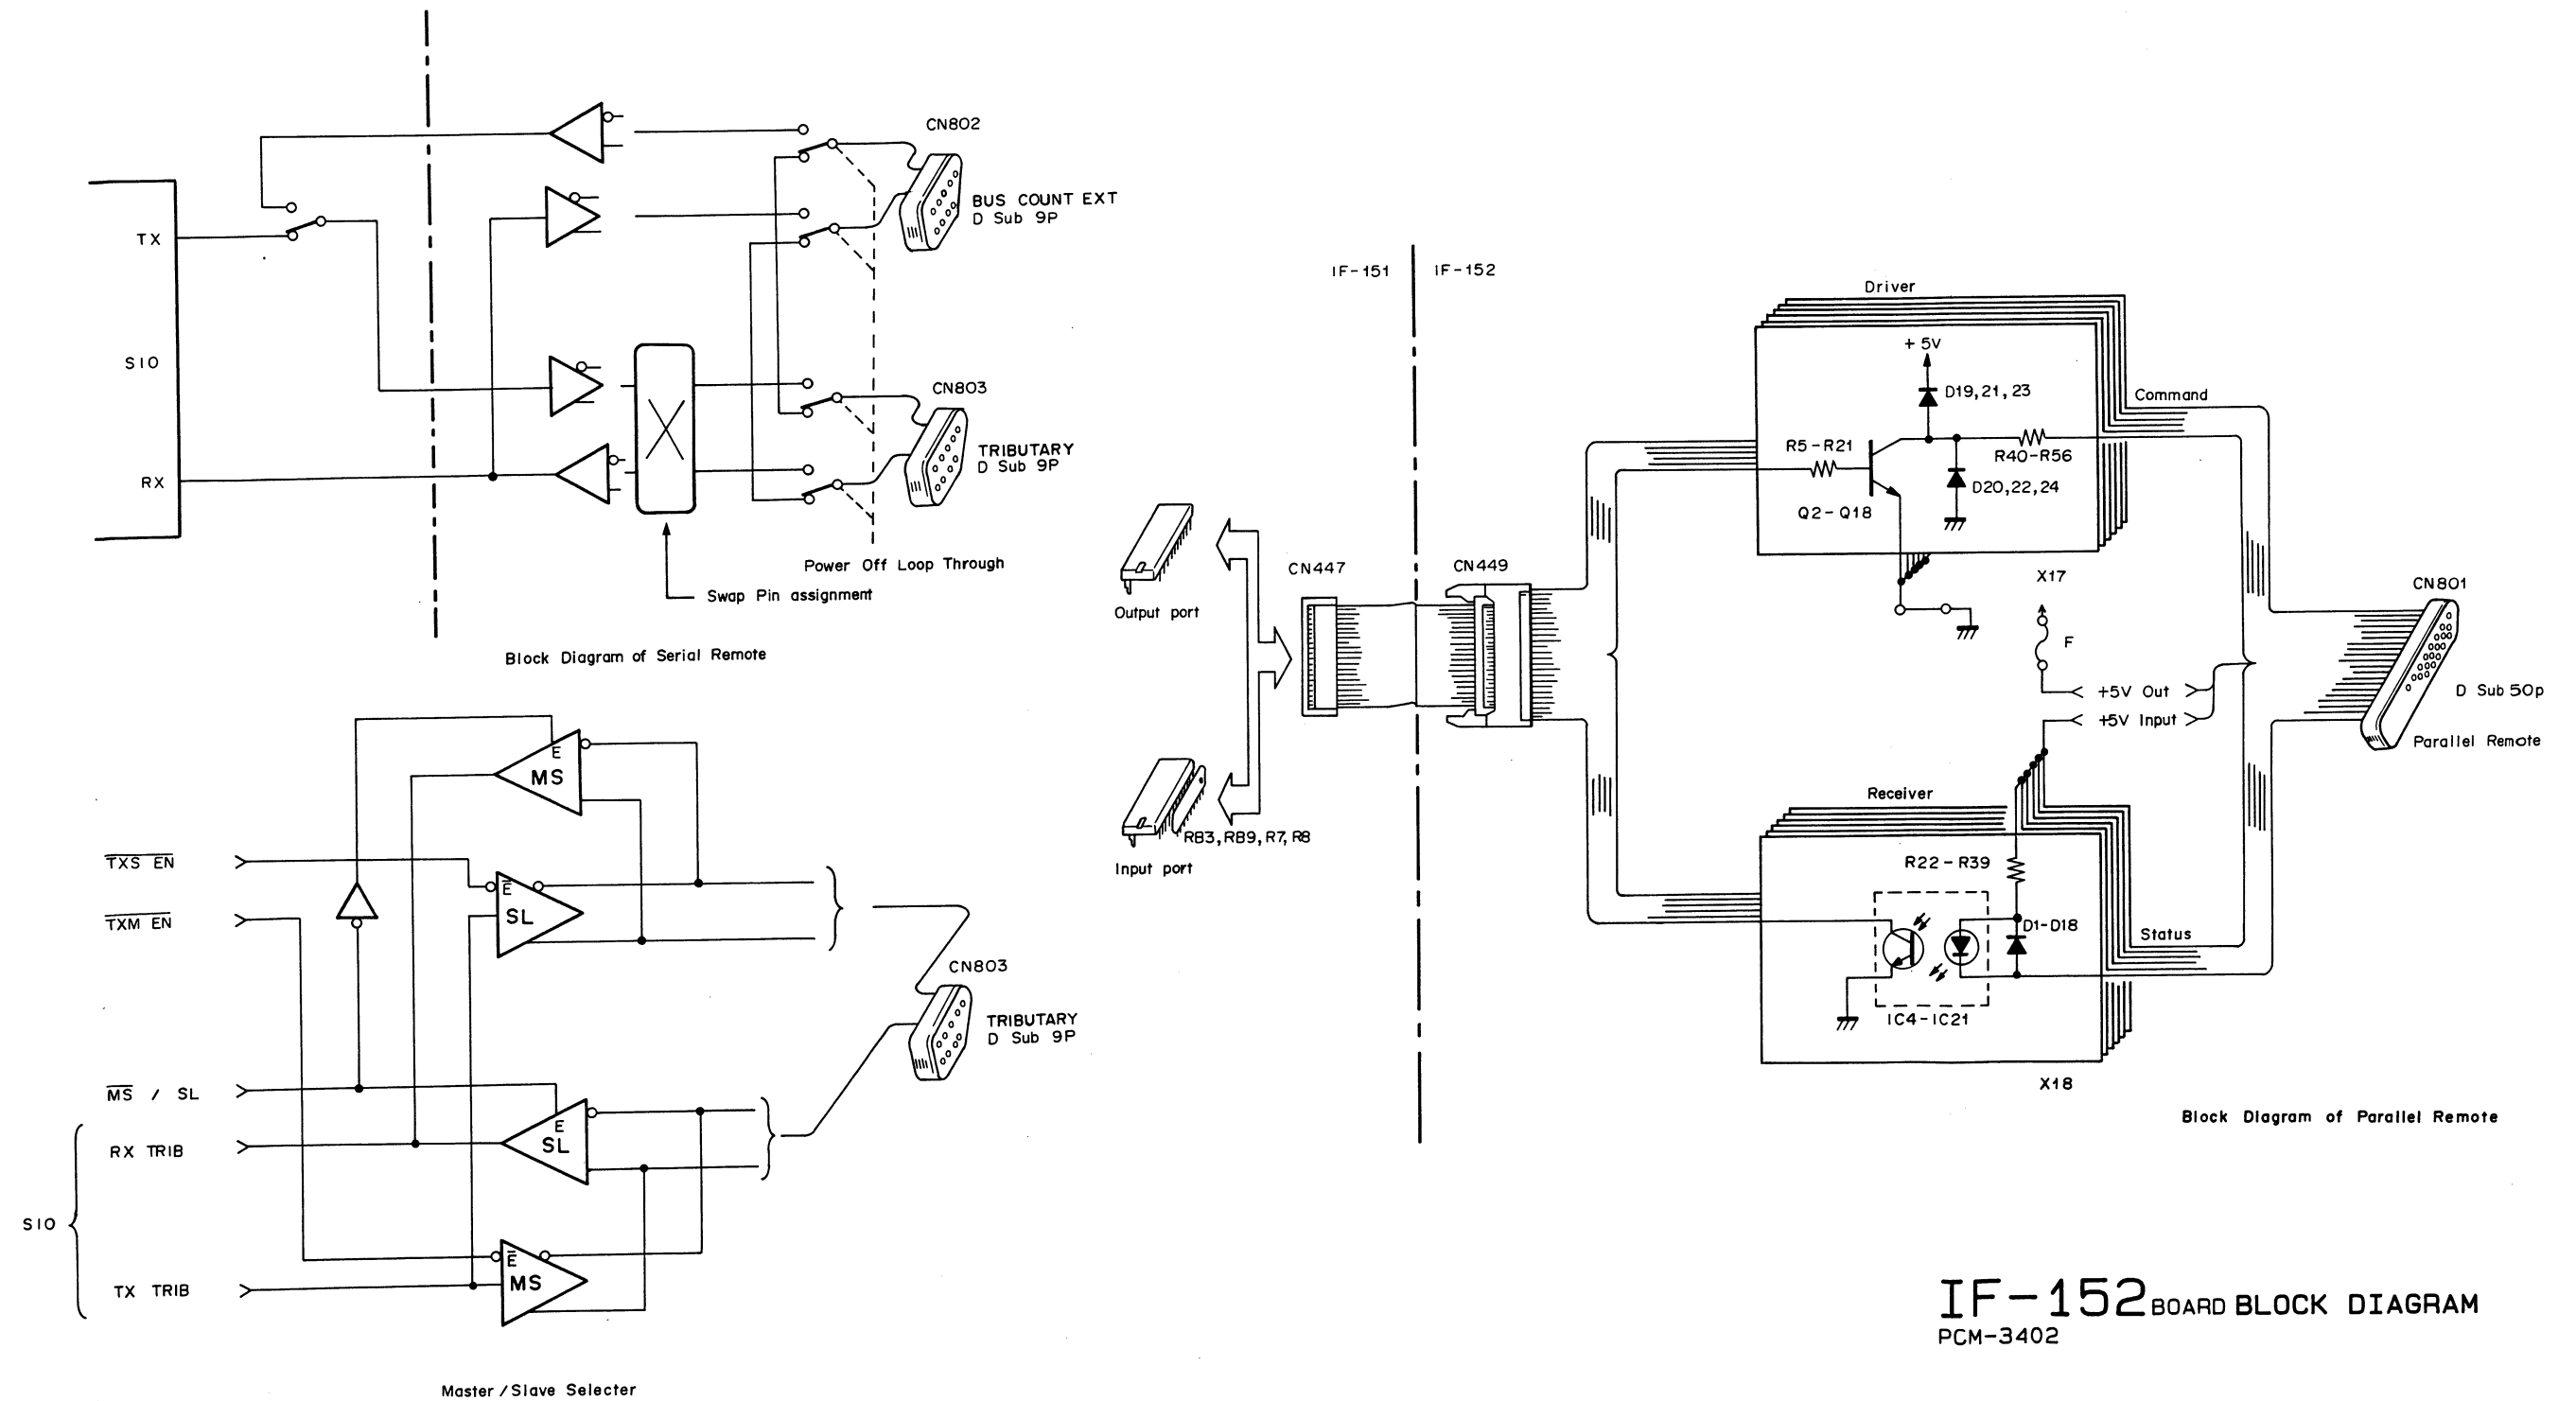 CN802
BUS COUNT EXT
D Sub 9P
TX
SIO
RX
CN803
TRIBUTARY
D Sub 9P
Power Off Loop Through
Swap Pin assignment
Block Diagram of Serial Remote
E
MS
TXS EN
TXM EN
E
SL
CN803
TRIBUTARY
D Sub 9P
MS / SL
RX TRIB
E
SL
SIO
TX TRIB
E
MS
Master / Slave Selecter
IF-151
IF-152
Output port
Input port
RB3, RB9, R7, R8
CN447
CN449
Driver
+5V
D19,21,23
R5-R21
Q2-Q18
R40-R56
D20,22,24
Command
X17
F
+5V Out
+5V Input
CN801
D Sub 50p
Parallel Remote
Receiver
R22-R39
D1-D18
Status
IC4-IC21
X18
Block Diagram of Parallel Remote
IF-152 BOARD BLOCK DIAGRAM
PCM-3402